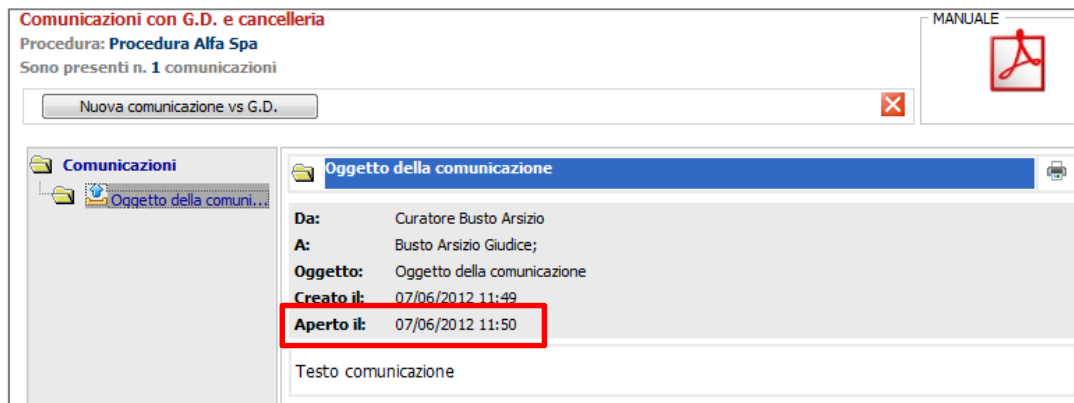 Comunicazioni con G.D. e cancelleria
MANUALE
Procedura: Procedura Alfa Spa
Sono presenti n. 1 comunicazioni
Nuova comunicazione vs G.D.
Comunicazioni
Oggetto della comuni...
Oggetto della comunicazione
Da: Curatore Busto Arsizio
A: Busto Arsizio Giudice;
Oggetto: Oggetto della comunicazione
Creato il: 07/06/2012 11:49
Aperto il: 07/06/2012 11:50
Testo comunicazione